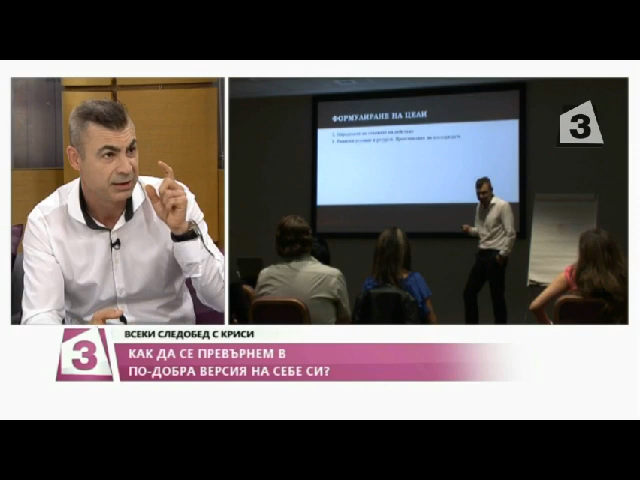 ФОРМУЛИРАНЕ НА ЦЕЛИ
3
ВСЕКИ СЛЕДОБЕД С КРИСИ
3
КАК ДА СЕ ПРЕВЪРНЕМ В
ПО-ДОБРА ВЕРСИЯ НА СЕБЕ СИ?